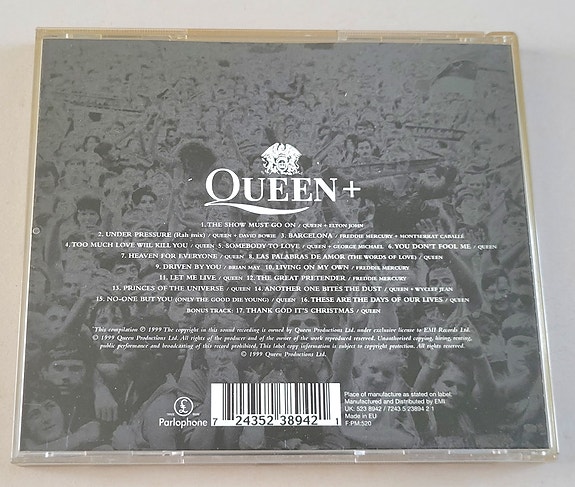 QUEEN +
1. THE SHOW MUST GO ON / QUEEN + ELTON JOHN
2. UNDER PRESSURE (Rah mix) / QUEEN + DAVID BOWIE 3. BARCELONA / FREDDIE MERCURY + MONTSERRAT CABALLÉ
4. TOO MUCH LOVE WILL KILL YOU / QUEEN 5. SOMEBODY TO LOVE / QUEEN + GEORGE MICHAEL 6. YOU DON'T FOOL ME / QUEEN
7. HEAVEN FOR EVERYONE / QUEEN 8. LAS PALABRAS DE AMOR (THE WORDS OF LOVE) / QUEEN
9. DRIVEN BY YOU / BRIAN MAY. 10. LIVING ON MY OWN / FREDDIE MERCURY
11. LET ME LIVE / QUEEN 12. THE GREAT PRETENDER / FREDDIE MERCURY
13. PRINCES OF THE UNIVERSE / QUEEN 14. ANOTHER ONE BITES THE DUST / QUEEN + WYCLEF JEAN
15. NO-ONE BUT YOU (ONLY THE GOOD DIE YOUNG) / QUEEN 16. THESE ARE THE DAYS OF OUR LIVES / QUEEN
BONUS TRACK: 17. THANK GOD IT'S CHRISTMAS / QUEEN
This compilation ℗ 1999 The copyright in this sound recording is owned by Queen Productions Ltd. under exclusive license to EMI Records Ltd.
© 1999 Queen Productions Ltd. All rights of the producer and of the owner of the work reproduced reserved. Unauthorised copying, hiring, renting,
public performance and broadcasting of this record prohibited. This label copy information is subject to copyright protection. All rights reserved.
© 1999 Queen Productions Ltd.
Parlophone
7 24352 38942 1
Place of manufacture as stated on label.
Manufactured and Distributed by EMI
UK: 523 8942 / 7243 5 23894 2 1
Made in EU
F:PM:520